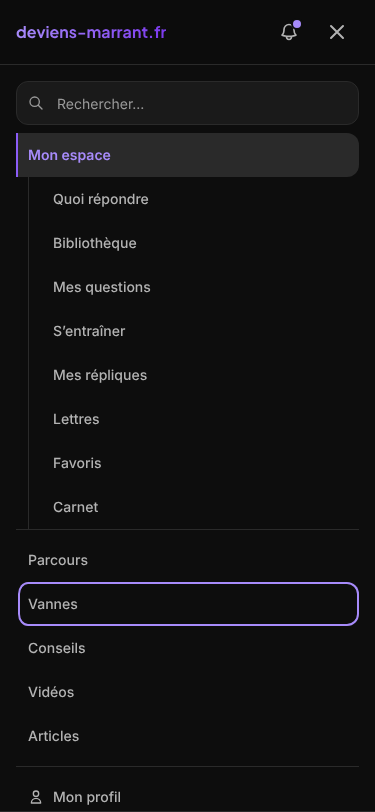 deviens-marrant.fr
Rechercher...
Mon espace
Quoi répondre
Bibliothèque
Mes questions
S’entraîner
Mes répliques
Lettres
Favoris
Carnet
Parcours
Vannes
Conseils
Vidéos
Articles
Mon profil